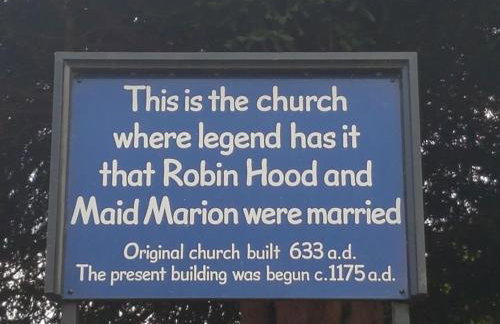 This is the church
where legend has it
that Robin Hood and
Maid Marion were married
Original church built 633 a.d.
The present building was begun c.1175 a.d.